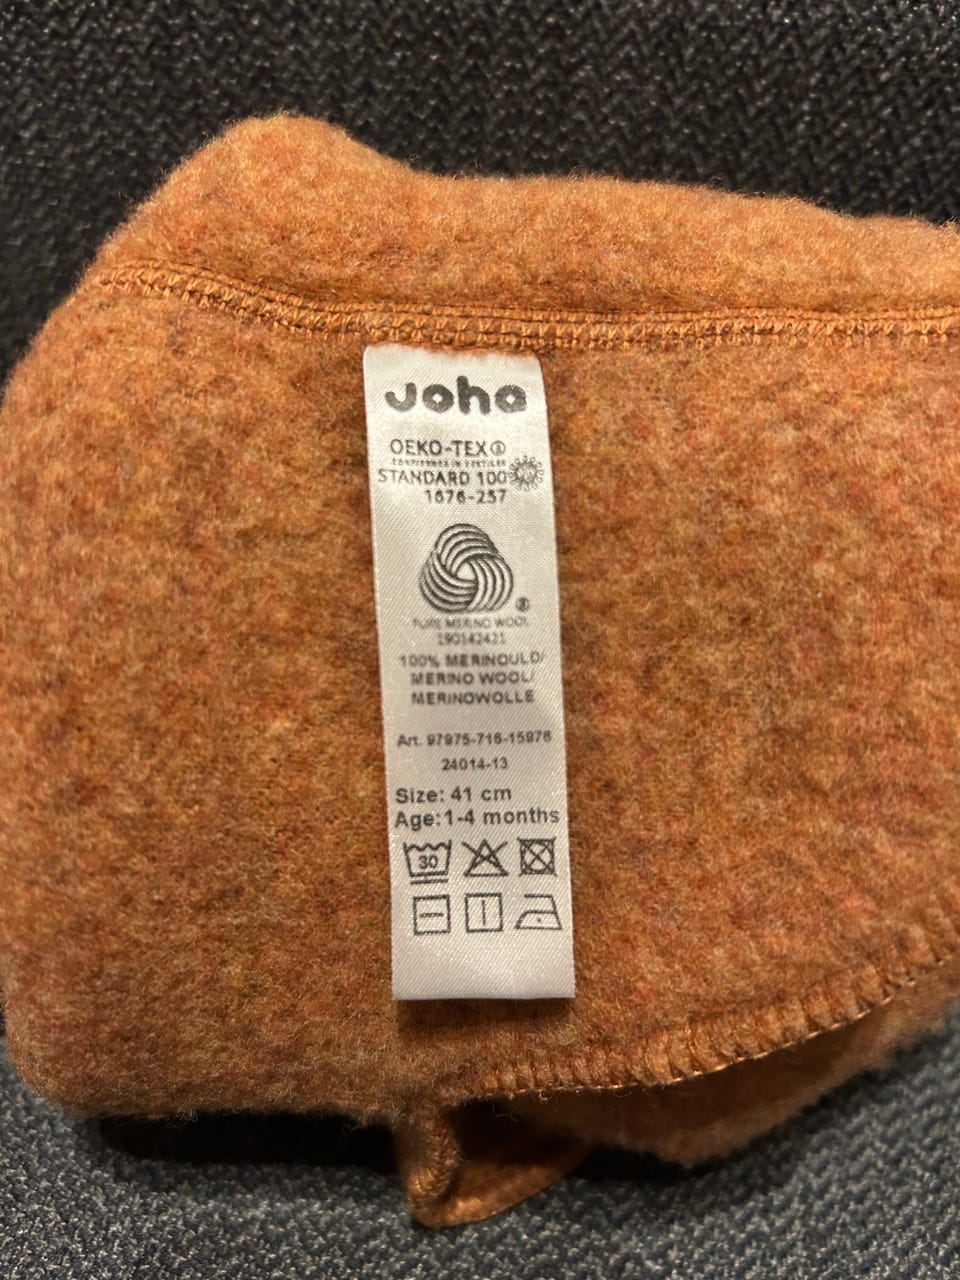 Joha
OEKO-TEX®
CONFIDENCE IN TEXTILES
STANDARD 100
1676-257
PURE MERINO WOOL
190142421
100% MERINOULD/
MERINO WOOL/
MERINOWOLLE
Art. 97975-716-15976
24014-13
Size: 41 cm
Age:1-4 months
30